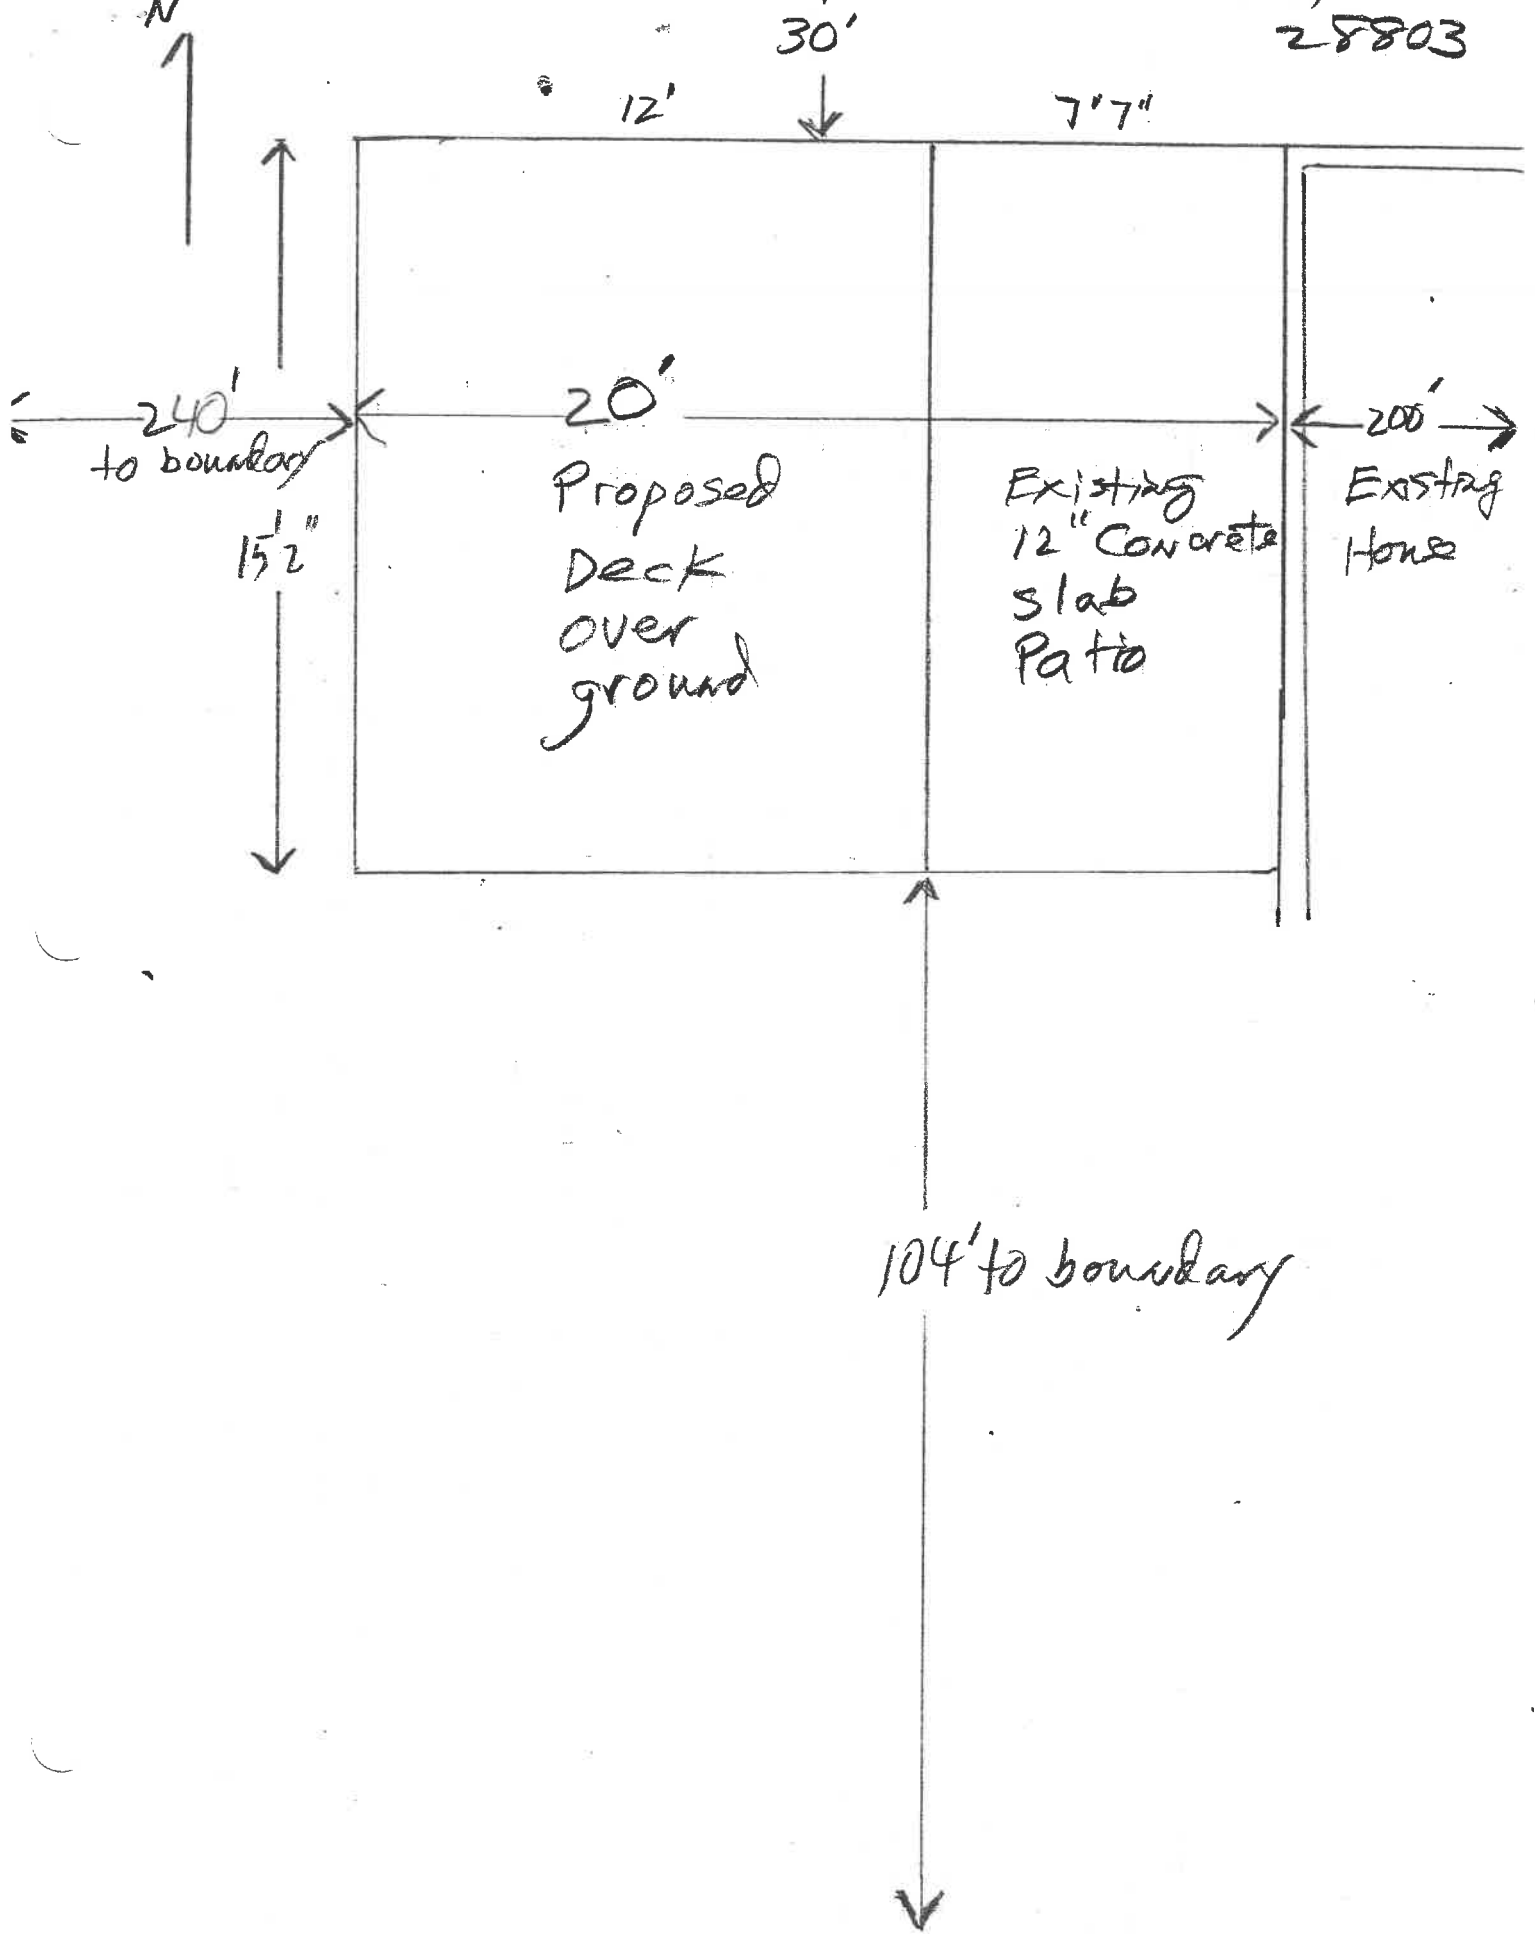 N
30'
28803
12'
7'7"
240'
to boundary
20'
200'
15'2"
Proposed
Deck
over
ground
Existing
12" Concrete
slab
Patio
Existing
House
104' to boundary